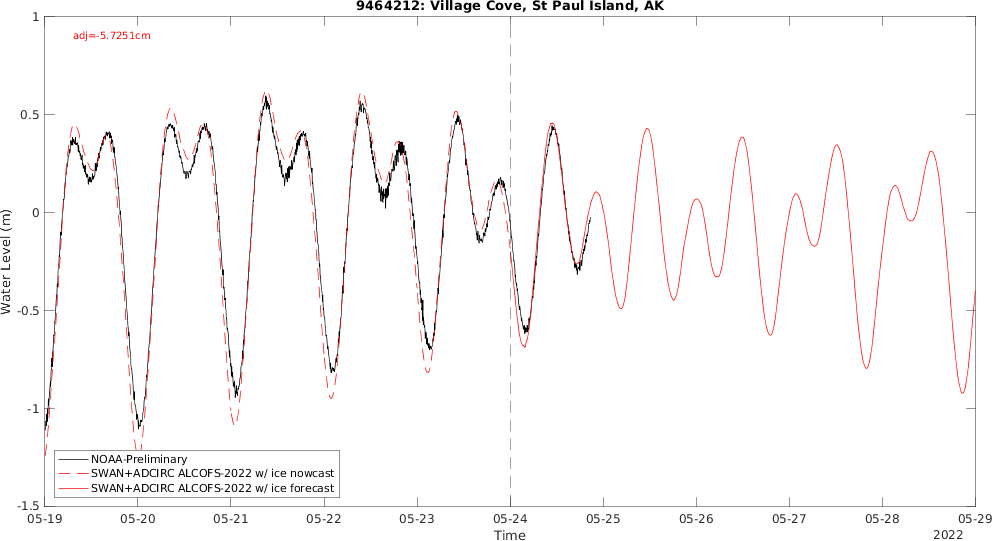 9464212: Village Cove, St Paul Island, AK
adj=-5.7251cm
Water Level (m)
1
0.5
0
-0.5
-1
-1.5
NOAA-Preliminary
SWAN+ADCIRC ALCOFS-2022 w/ ice nowcast
SWAN+ADCIRC ALCOFS-2022 w/ ice forecast
05-19 05-20 05-21 05-22 05-23 05-24 05-25 05-26 05-27 05-28 05-29
Time
2022